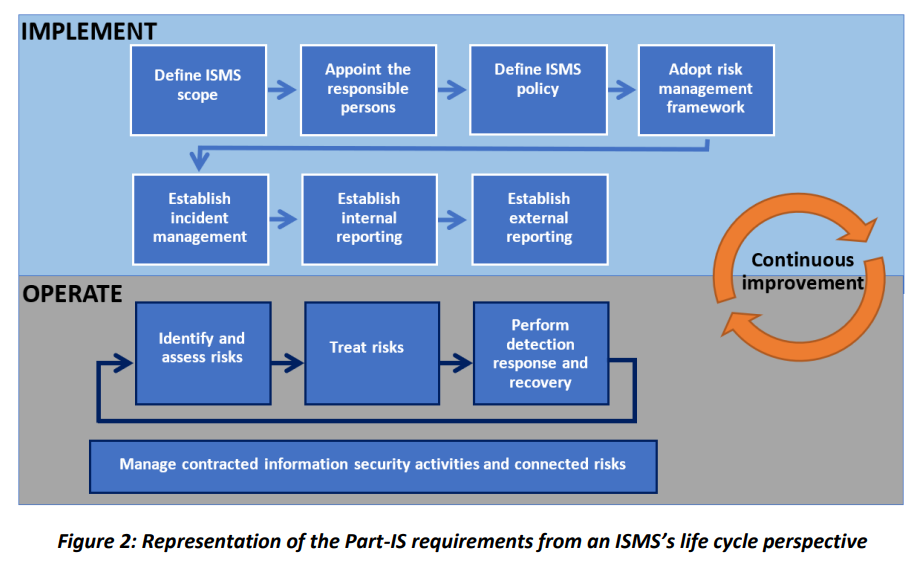 IMPLEMENT
Define ISMS
scope
Appoint the
responsible
persons
Define ISMS
policy
Adopt risk
management
framework
Establish
incident
management
Establish
internal
reporting
Establish
external
reporting
Continuous
improvement
OPERATE
Identify and
assess risks
Treat risks
Perform
detection
response and
recovery
Manage contracted information security activities and connected risks
Figure 2: Representation of the Part-IS requirements from an ISMS's life cycle perspective